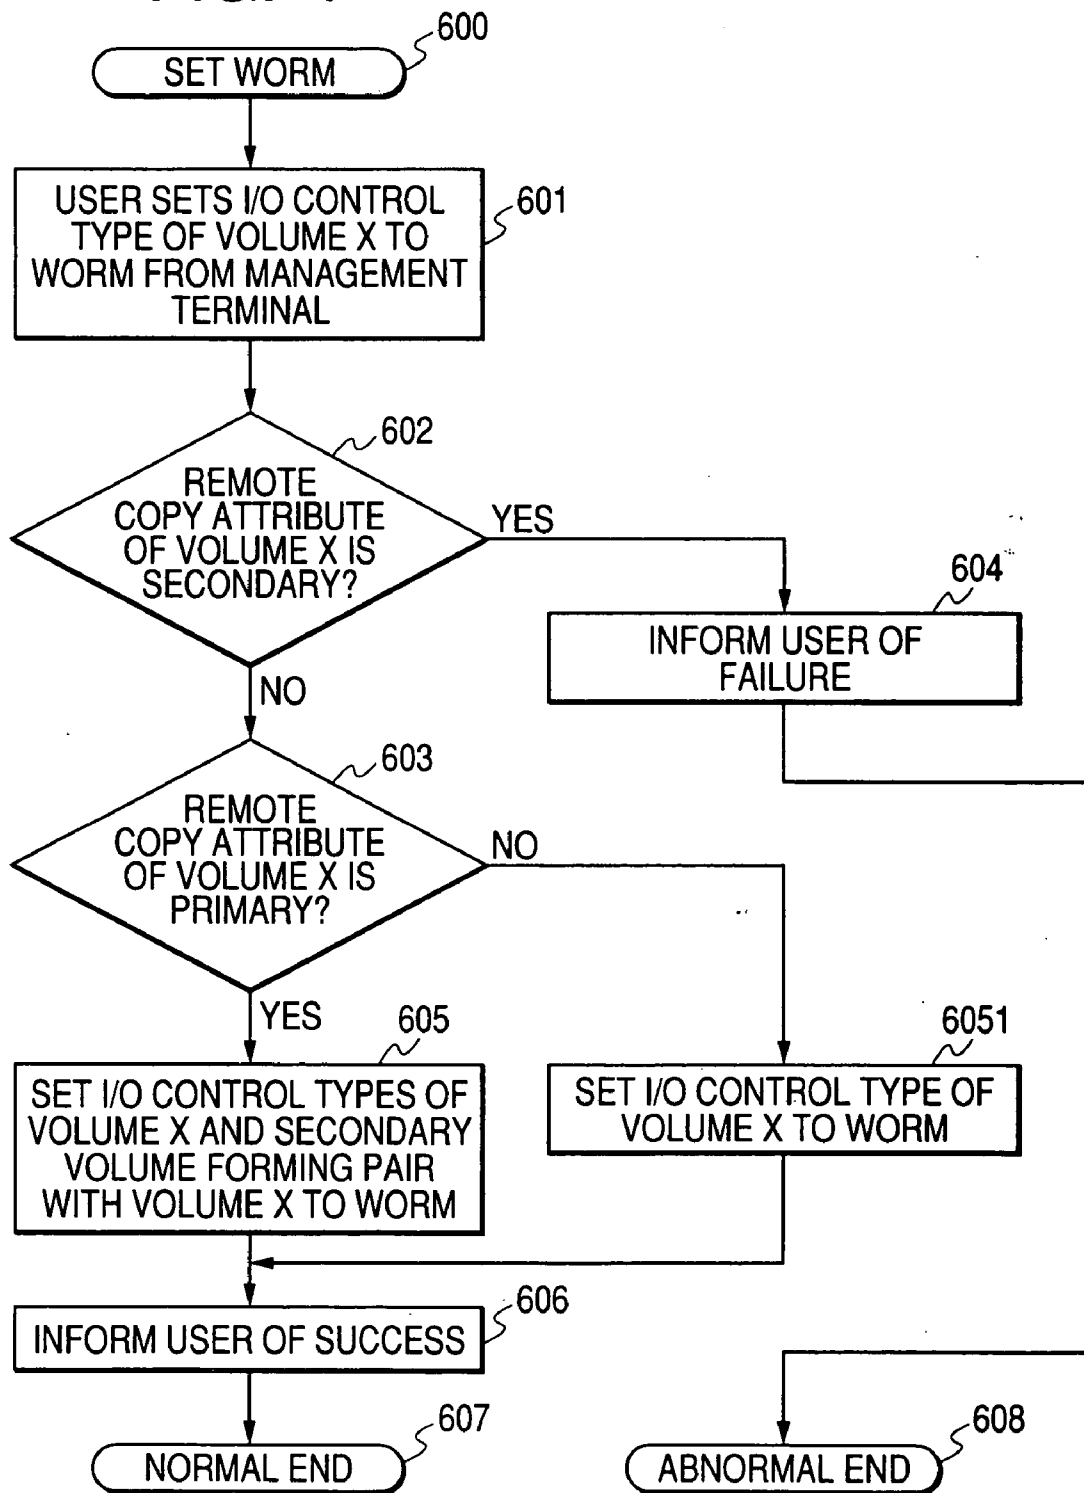 600
SET WORM
601
USER SETS I/O CONTROL
TYPE OF VOLUME X TO
WORM FROM MANAGEMENT
TERMINAL
602
REMOTE
COPY ATTRIBUTE
OF VOLUME X IS
SECONDARY?
YES
604
INFORM USER OF
FAILURE
NO
603
REMOTE
COPY ATTRIBUTE
OF VOLUME X IS
PRIMARY?
NO
YES
605
SET I/O CONTROL TYPES OF
VOLUME X AND SECONDARY
VOLUME FORMING PAIR
WITH VOLUME X TO WORM
6051
SET I/O CONTROL TYPE OF
VOLUME X TO WORM
606
INFORM USER OF SUCCESS
607
NORMAL END
608
ABNORMAL END